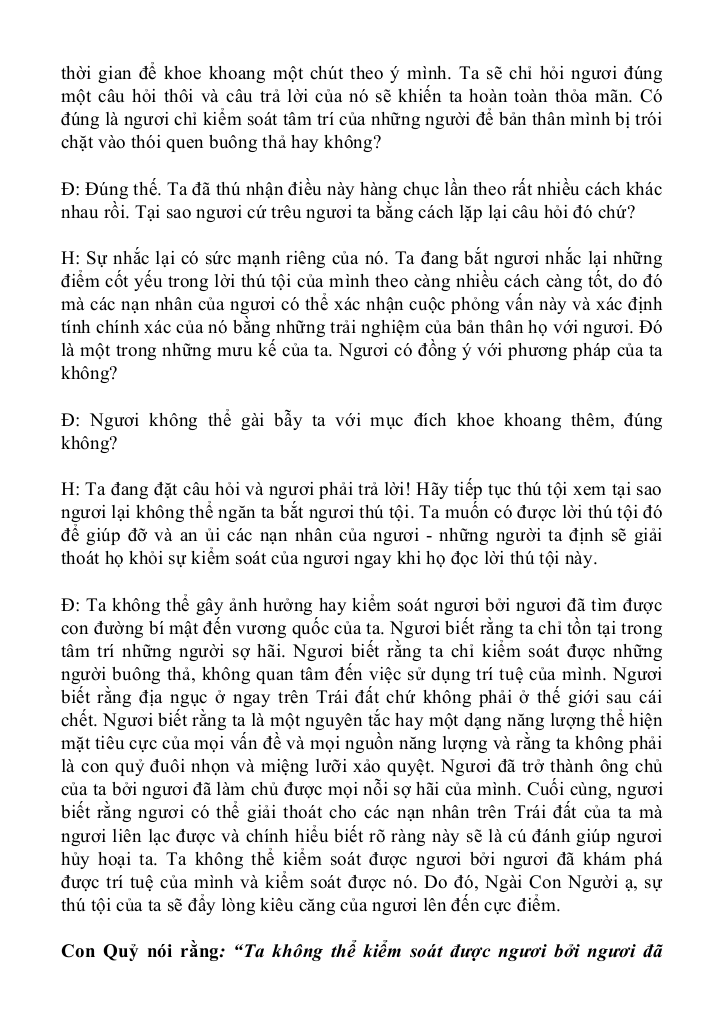 thời gian để khoe khoang một chút theo ý mình. Ta sẽ chỉ hỏi ngươi đúng
một câu hỏi thôi và câu trả lời của nó sẽ khiến ta hoàn toàn thỏa mãn. Có
đúng là ngươi chỉ kiểm soát tâm trí của những người để bản thân mình bị trói
chặt vào thói quen buông thả hay không?
Đ: Đúng thế. Ta đã thú nhận điều này hàng chục lần theo rất nhiều cách khác
nhau rồi. Tại sao ngươi cứ trêu ngươi ta bằng cách lặp lại câu hỏi đó chứ?
H: Sự nhắc lại có sức mạnh riêng của nó. Ta đang bắt ngươi nhắc lại những
điểm cốt yếu trong lời thú tội của mình theo càng nhiều cách càng tốt, do đó
mà các nạn nhân của ngươi có thể xác nhận cuộc phỏng vấn này và xác định
tính chính xác của nó bằng những trải nghiệm của bản thân họ với ngươi. Đó
là một trong những mưu kế của ta. Ngươi có đồng ý với phương pháp của ta
không?
Đ: Ngươi không thể gài bẫy ta với mục đích khoe khoang thêm, đúng
không?
H: Ta đang đặt câu hỏi và ngươi phải trả lời! Hãy tiếp tục thú tội xem tại sao
ngươi lại không thể ngăn ta bắt ngươi thú tội. Ta muốn có được lời thú tội đó
để giúp đỡ và an ủi các nạn nhân của ngươi - những người ta định sẽ giải
thoát họ khỏi sự kiểm soát của ngươi ngay khi họ đọc lời thú tội này.
Đ: Ta không thể gây ảnh hưởng hay kiểm soát ngươi bởi ngươi đã tìm được
con đường bí mật đến vương quốc của ta. Ngươi biết rằng ta chỉ tồn tại trong
tâm trí những người sợ hãi. Ngươi biết rằng ta chỉ kiểm soát được những
người buông thả, không quan tâm đến việc sử dụng trí tuệ của mình. Ngươi
biết rằng địa ngục ở ngay trên Trái đất chứ không phải ở thế giới sau cái
chết. Ngươi biết rằng ta là một nguyên tắc hay một dạng năng lượng thể hiện
mặt tiêu cực của mọi vấn đề và mọi nguồn năng lượng và rằng ta không phải
là con quỷ đuôi nhọn và miệng lưỡi xảo quyệt. Ngươi đã trở thành ông chủ
của ta bởi ngươi đã làm chủ được mọi nỗi sợ hãi của mình. Cuối cùng, ngươi
biết rằng ngươi có thể giải thoát cho các nạn nhân trên Trái đất của ta mà
ngươi liên lạc được và chính hiểu biết rõ ràng này sẽ là cú đánh giúp ngươi
hủy hoại ta. Ta không thể kiểm soát được ngươi bởi ngươi đã khám phá
được trí tuệ của mình và kiểm soát được nó. Do đó, Ngài Con Người ạ, sự
thú tội của ta sẽ đẩy lòng kiêu căng của ngươi lên đến cực điểm.
Con Quỷ nói rằng: “Ta không thể kiểm soát được ngươi bởi ngươi đã